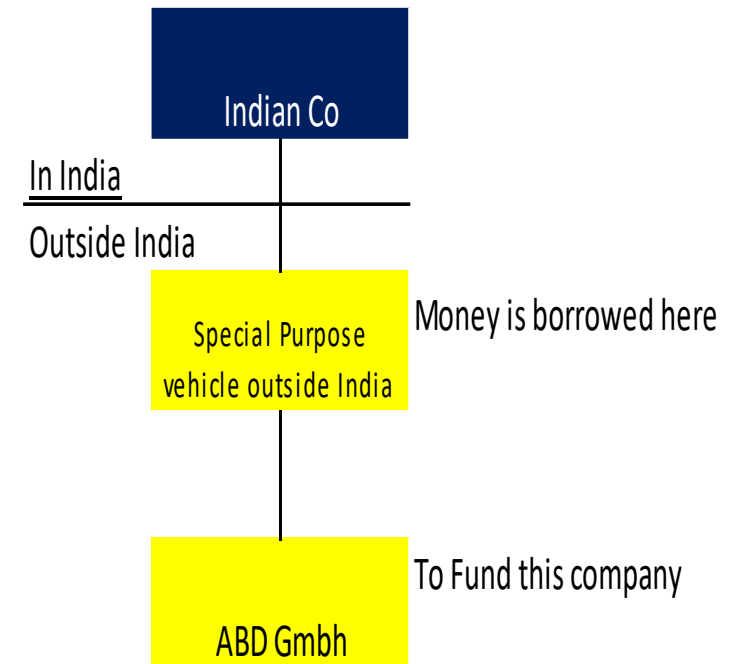 Indian Co
In India
Outside India
Special Purpose
vehicle outside India
Money is borrowed here
To Fund this company
ABD Gmbh